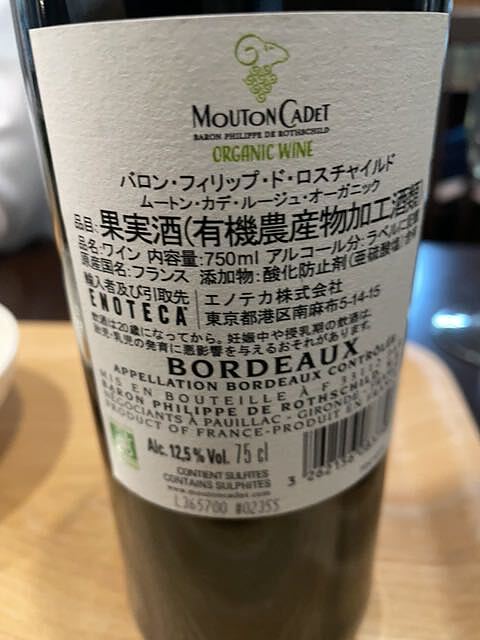 MOUTON CADET
BARON PHILIPPE DE ROTHSCHILD
ORGANIC WINE
バロン・フィリップ・ド・ロスチャイルド
ムートン・カデ・ルージュ・オーガニック
品目:果実酒(有機農産物加工酒類
品名:ワイン 内容量:750ml アルコール分:ラベルに記載
原産国名:フランス 添加物:酸化防止剤(亜硫酸塩)
輸入者及び引取先 エノテカ株式会社
ENOTECA 東京都港区南麻布5-14-15
飲酒は20歳になってから。妊娠中や授乳期の飲酒は、
胎児・乳児の発育に悪影響を与えるおそれがあります。
BORDEAUX
APPELLATION BORDEAUX CONTRÔLÉE
MIS EN BOUTEILLE À F
BARON PHILIPPE DE ROTHSCHILD
NÉGOCIANTS À PAUILLAC - GIRONDE
PRODUCT OF FRANCE-PRODUIT EN
Alc. 12,5 % Vol. 75 cl
CONTIENT SULFITES
CONTAINS SULPHITES
www.moutoncadet.com
L365700 #02355